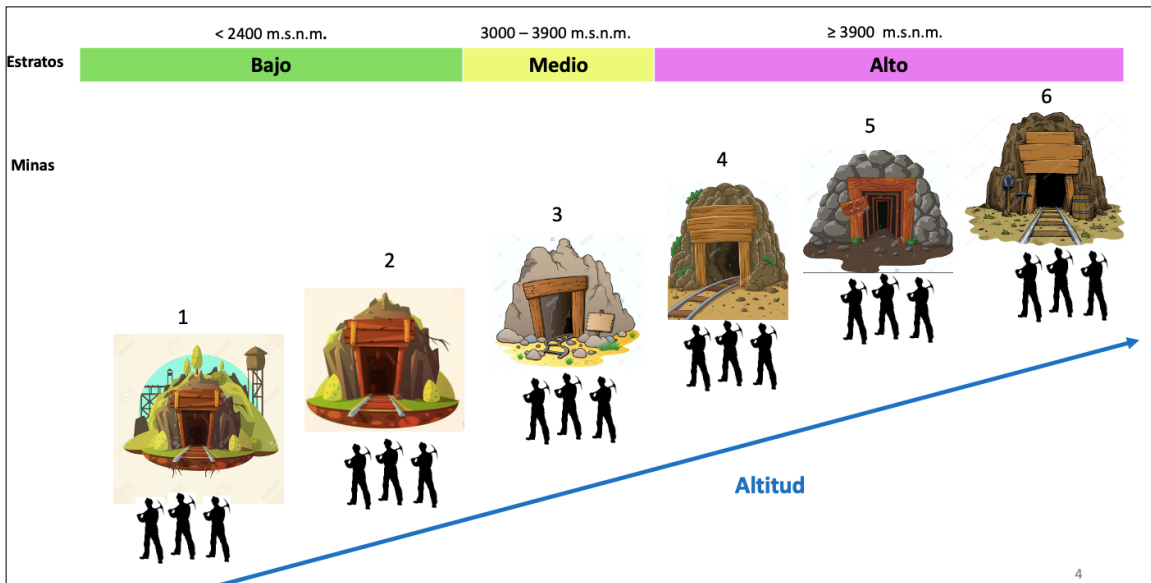 < 2400 m.s.n.m. 3000 – 3900 m.s.n.m. ≥ 3900 m.s.n.m.
Estratos Bajo Medio Alto
Minas
1
2
3
4
5
6
Altitud
4